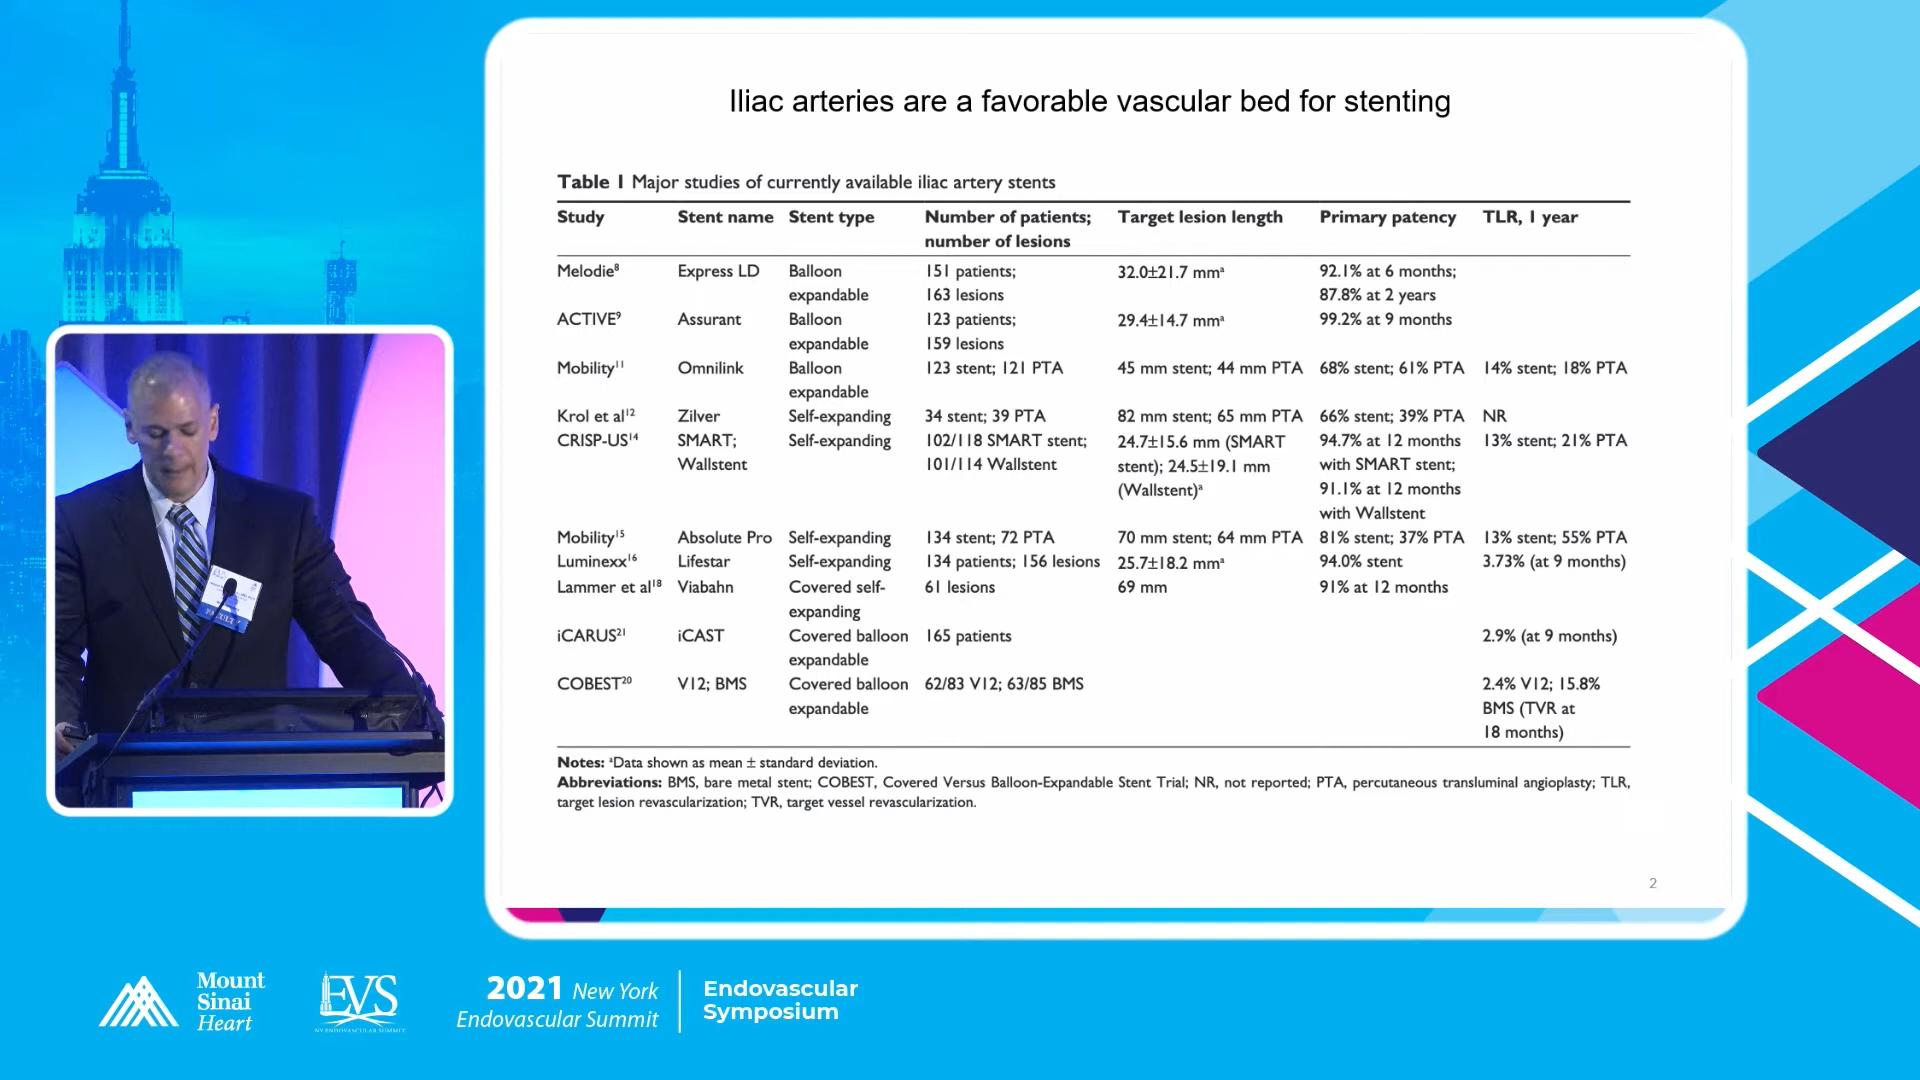 Iliac arteries are a favorable vascular bed for stenting
Table 1 Major studies of currently available iliac artery stents
Study Stent name Stent type Number of patients; number of lesions Target lesion length Primary patency TLR, 1 year
Melodie⁸ Express LD Balloon expandable 151 patients; 163 lesions 32.0±21.7 mmᵃ 92.1% at 6 months; 87.8% at 2 years
ACTIVE⁹ Assurant Balloon expandable 123 patients; 159 lesions 29.4±14.7 mmᵃ 99.2% at 9 months
Mobility¹¹ Omnilink Balloon expandable 123 stent; 121 PTA 45 mm stent; 44 mm PTA 68% stent; 61% PTA 14% stent; 18% PTA
Krol et al¹² Zilver Self-expanding 34 stent; 39 PTA 82 mm stent; 65 mm PTA 66% stent; 39% PTA NR
CRISP-US¹⁴ SMART; Wallstent Self-expanding 102/118 SMART stent; 101/114 Wallstent 24.7±15.6 mm (SMART stent); 24.5±19.1 mm (Wallstent)ᵃ 94.7% at 12 months with SMART stent; 91.1% at 12 months with Wallstent 13% stent; 21% PTA
Mobility¹⁵ Absolute Pro Self-expanding 134 stent; 72 PTA 70 mm stent; 64 mm PTA 81% stent; 37% PTA 13% stent; 55% PTA
Luminexx¹⁶ Lifestar Self-expanding 134 patients; 156 lesions 25.7±18.2 mmᵃ 94.0% stent 3.73% (at 9 months)
Lammer et al¹⁸ Viabahn Covered self-expanding 61 lesions 69 mm 91% at 12 months
iCARUS²¹ iCAST Covered balloon expandable 165 patients 2.9% (at 9 months)
COBEST²⁰ V12; BMS Covered balloon expandable 62/83 V12; 63/85 BMS 2.4% V12; 15.8% BMS (TVR at 18 months)
Notes: ᵃData shown as mean ± standard deviation.
Abbreviations: BMS, bare metal stent; COBEST, Covered Versus Balloon-Expandable Stent Trial; NR, not reported; PTA, percutaneous transluminal angioplasty; TLR,
target lesion revascularization; TVR, target vessel revascularization.
2
FACULTY
Mount
Sinai
Heart
EVS
NY ENDOVASCULAR SUMMIT
2021 New York
Endovascular Summit
Endovascular
Symposium